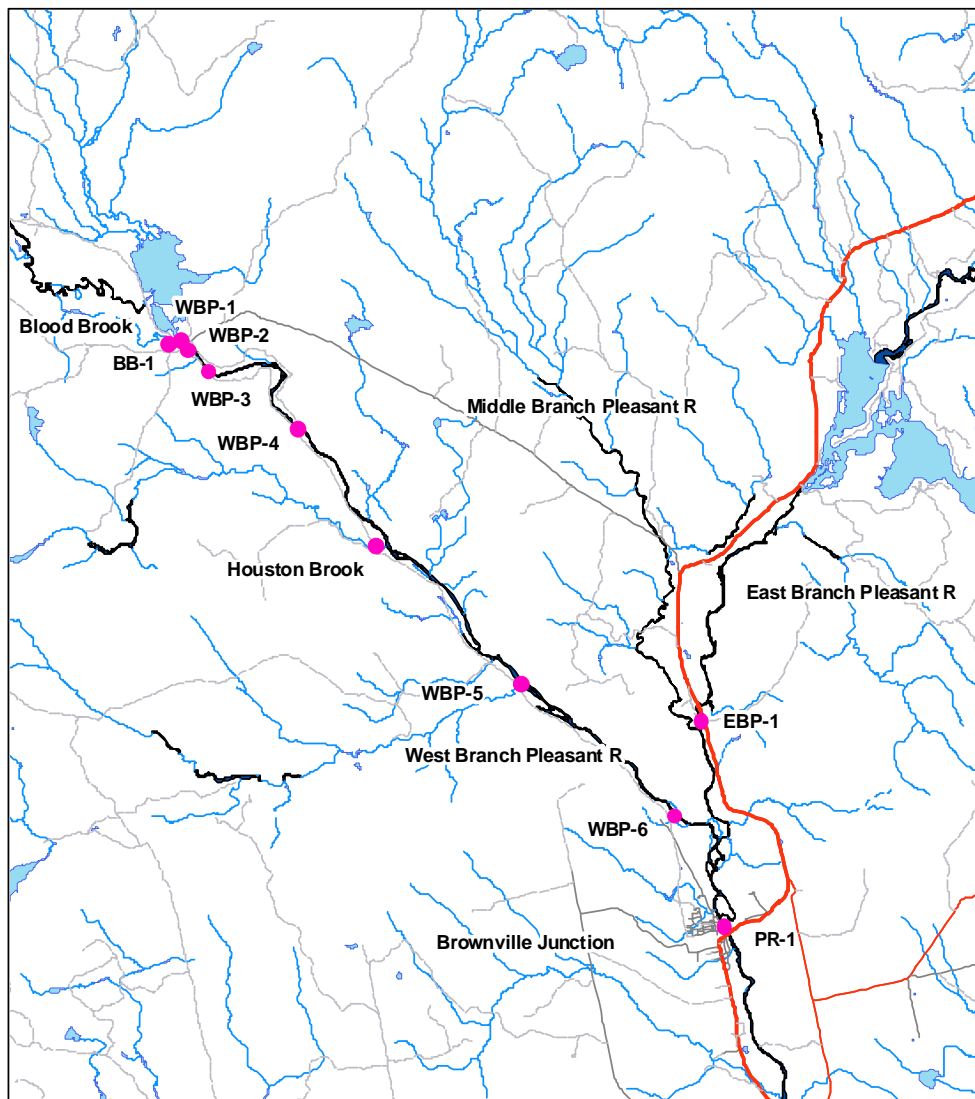 WBP-1
Blood Brook
WBP-2
BB-1
WBP-3
Middle Branch Pleasant R
WBP-4
Houston Brook
East Branch Pleasant R
WBP-5
EBP-1
West Branch Pleasant R
WBP-6
PR-1
Brownville Junction